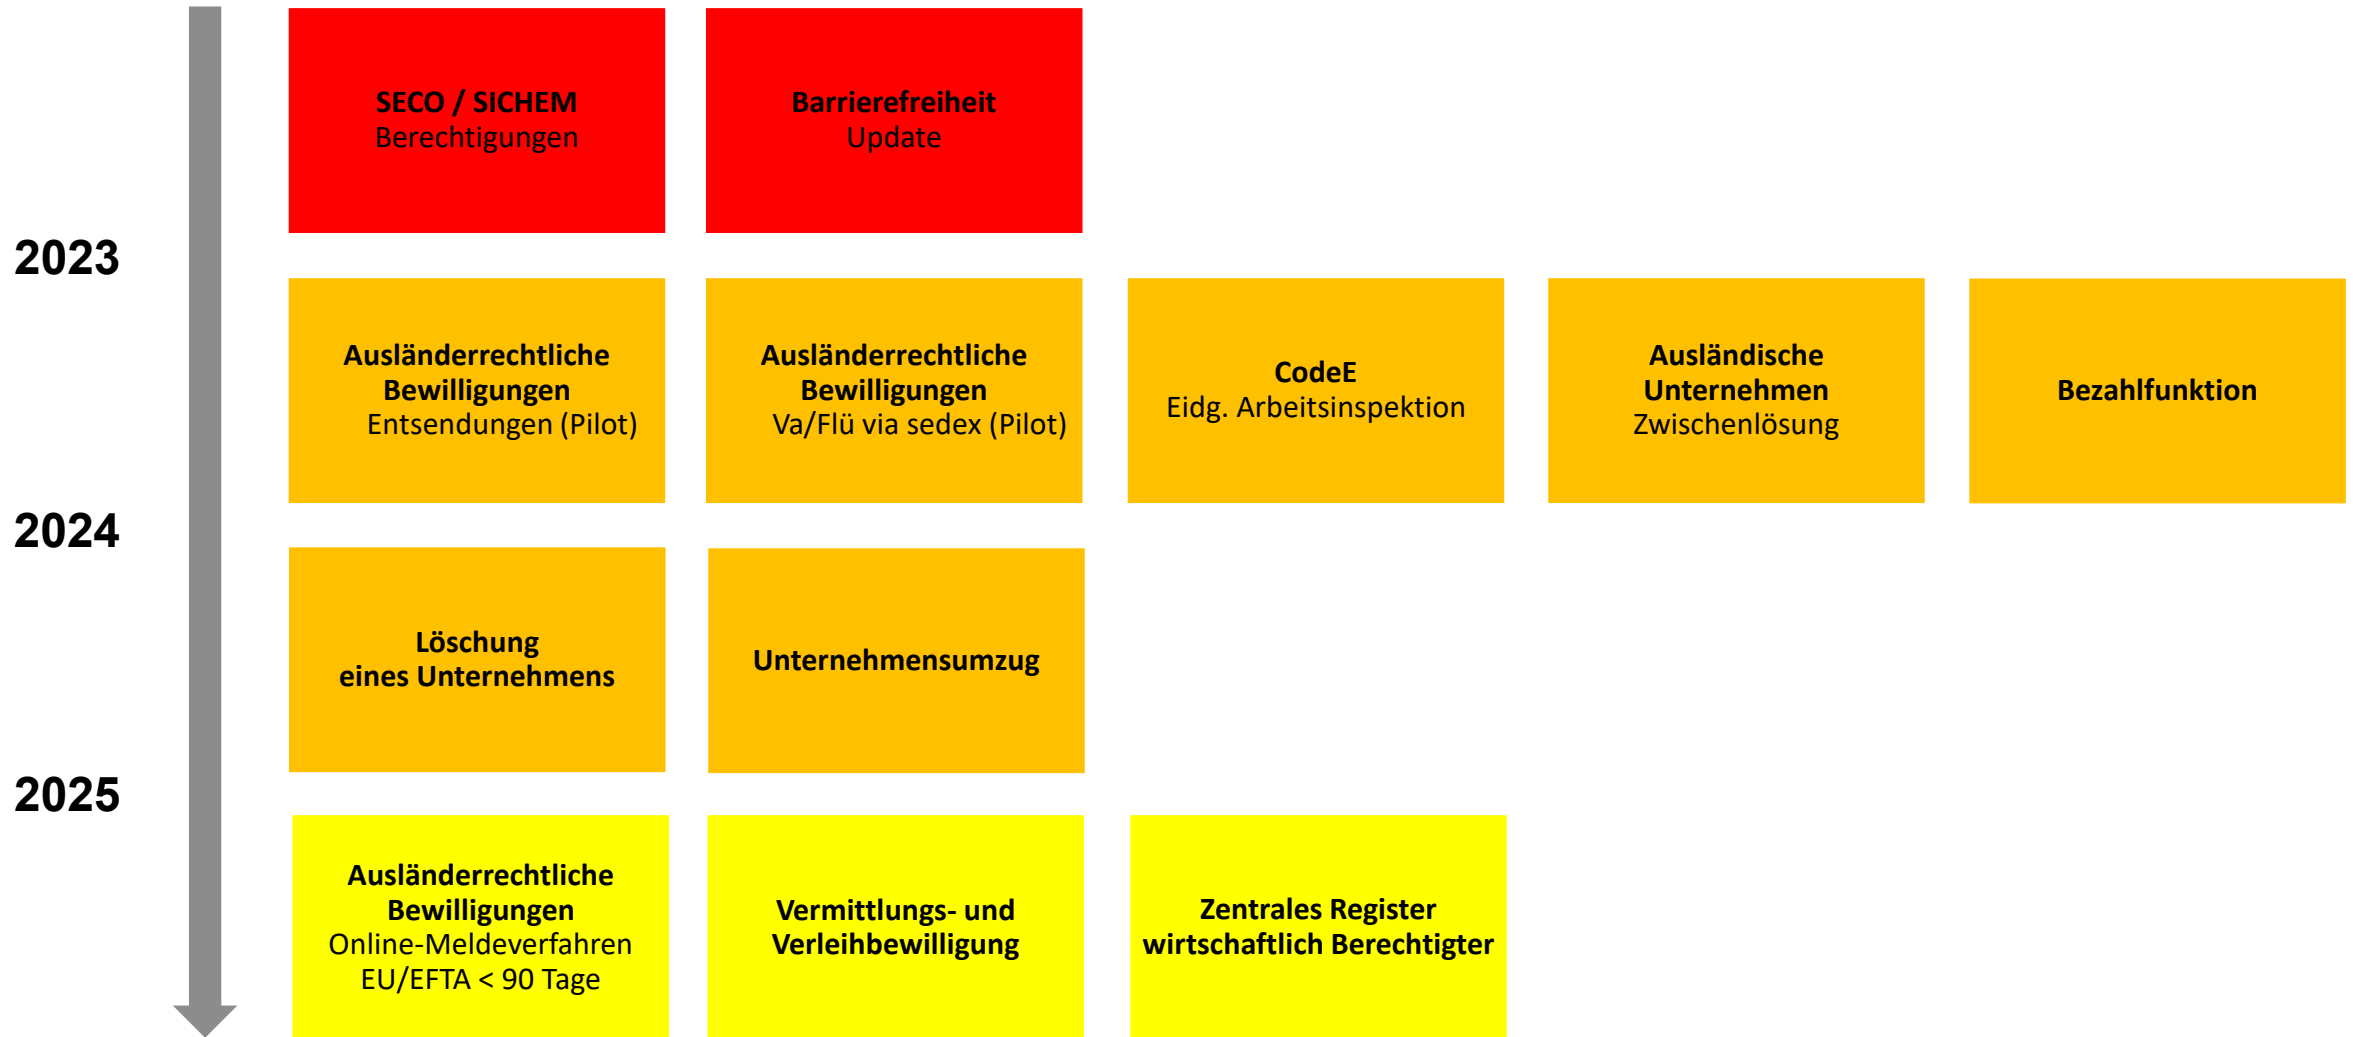 SECO / SICHEM
Berechtigungen
Barrierefreiheit
Update
2023
Ausländerrechtliche
Bewilligungen
Entsendungen (Pilot)
Ausländerrechtliche
Bewilligungen
Va/Flü via sedex (Pilot)
CodeE
Eidg. Arbeitsinspektion
Ausländische
Unternehmen
Zwischenlösung
Bezahlfunktion
2024
Löschung
eines Unternehmens
Unternehmensumzug
2025
Ausländerrechtliche
Bewilligungen
Online-Meldeverfahren
EU/EFTA < 90 Tage
Vermittlungs- und
Verleihbewilligung
Zentrales Register
wirtschaftlich Berechtigter